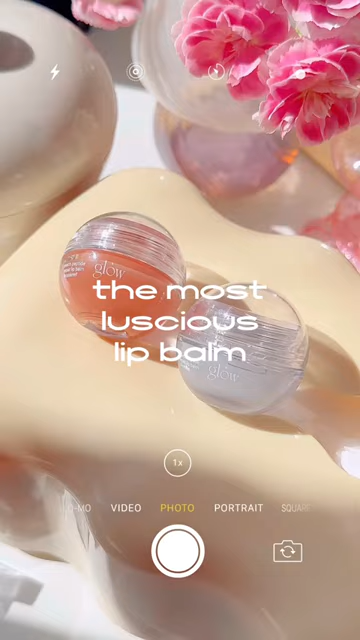 glow
the most
luscious
lip balm
glow
1x
VIDEO
PHOTO
PORTRAIT